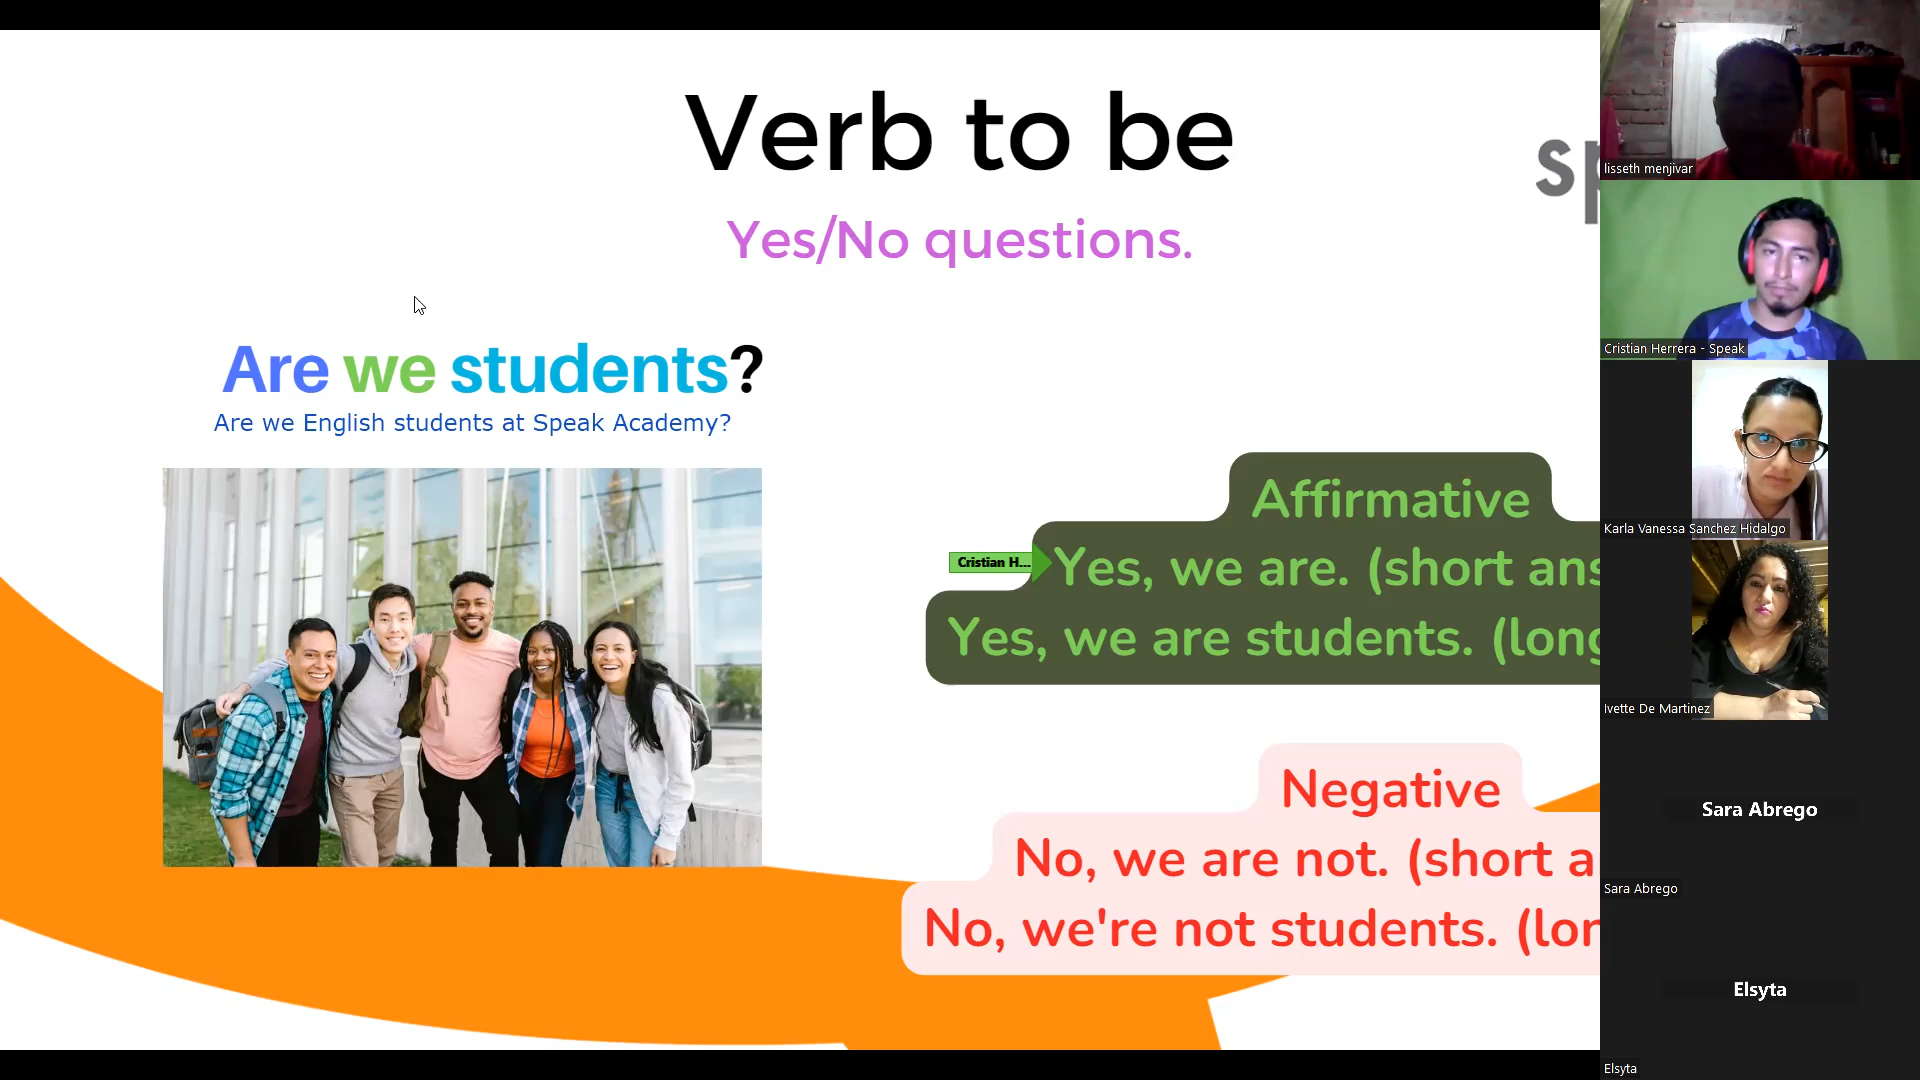 Verb to be
Yes/No questions.
sp
Are we students?
Are we English students at Speak Academy?
Affirmative
Cristian H...
Yes, we are. (short ans
Yes, we are students. (long
Negative
No, we are not. (short a
No, we're not students. (lon
lisseth menjivar
Cristian Herrera - Speak
Karla Vanessa Sanchez Hidalgo
Ivette De Martinez
Sara Abrego
Sara Abrego
Elsyta
Elsyta